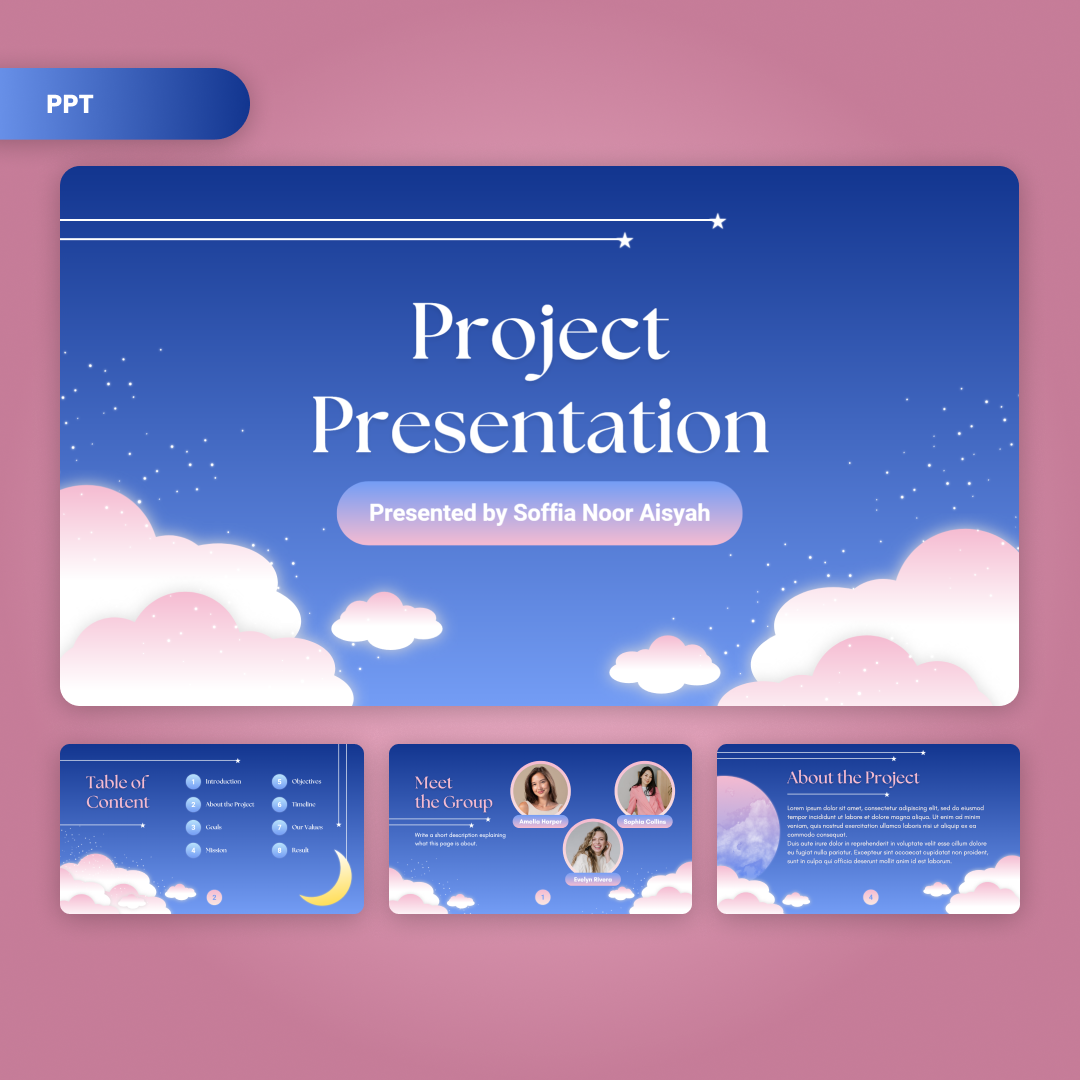 PPT
Project
Presentation
Presented by Soffia Noor Aisyah
Table of
Content
1 Introduction
2 About the Project
3 Goals
4 Mission
5 Objectives
6 Timeline
7 Our Values
8 Result
2
Meet
the Group
Write a short description explaining
what this page is about.
Amelia Harper
Sophia Collins
Evelyn Rivera
1
About the Project
Lorem ipsum dolor sit amet, consectetur adipiscing elit, sed do eiusmod
tempor incididunt ut labore et dolore magna aliqua. Ut enim ad minim
veniam, quis nostrud exercitation ullamco laboris nisi ut aliquip ex ea
commodo consequat.
Duis aute irure dolor in reprehenderit in voluptate velit esse cillum dolore
eu fugiat nulla pariatur. Excepteur sint occaecat cupidatat non proident,
sunt in culpa qui officia deserunt mollit anim id est laborum.
4